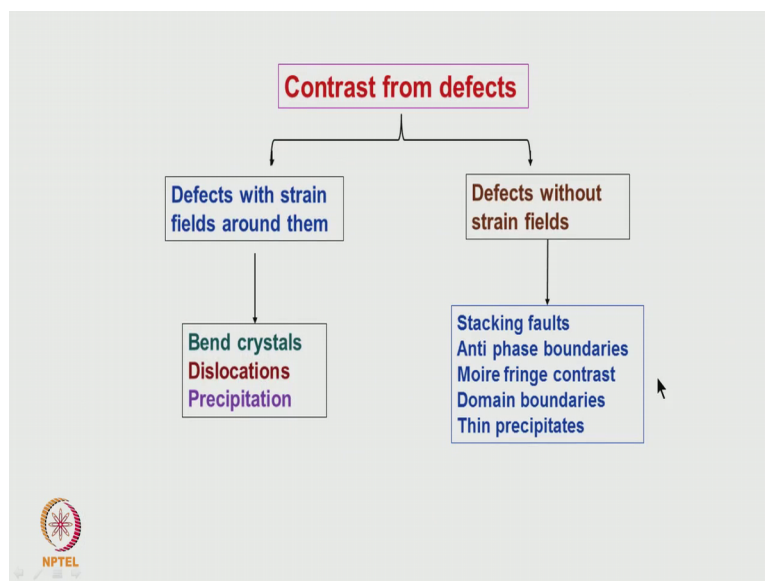 Contrast from defects
Defects with strain
fields around them
Defects without
strain fields
Bend crystals
Dislocations
Precipitation
Stacking faults
Anti phase boundaries
Moire fringe contrast
Domain boundaries
Thin precipitates
NPTEL